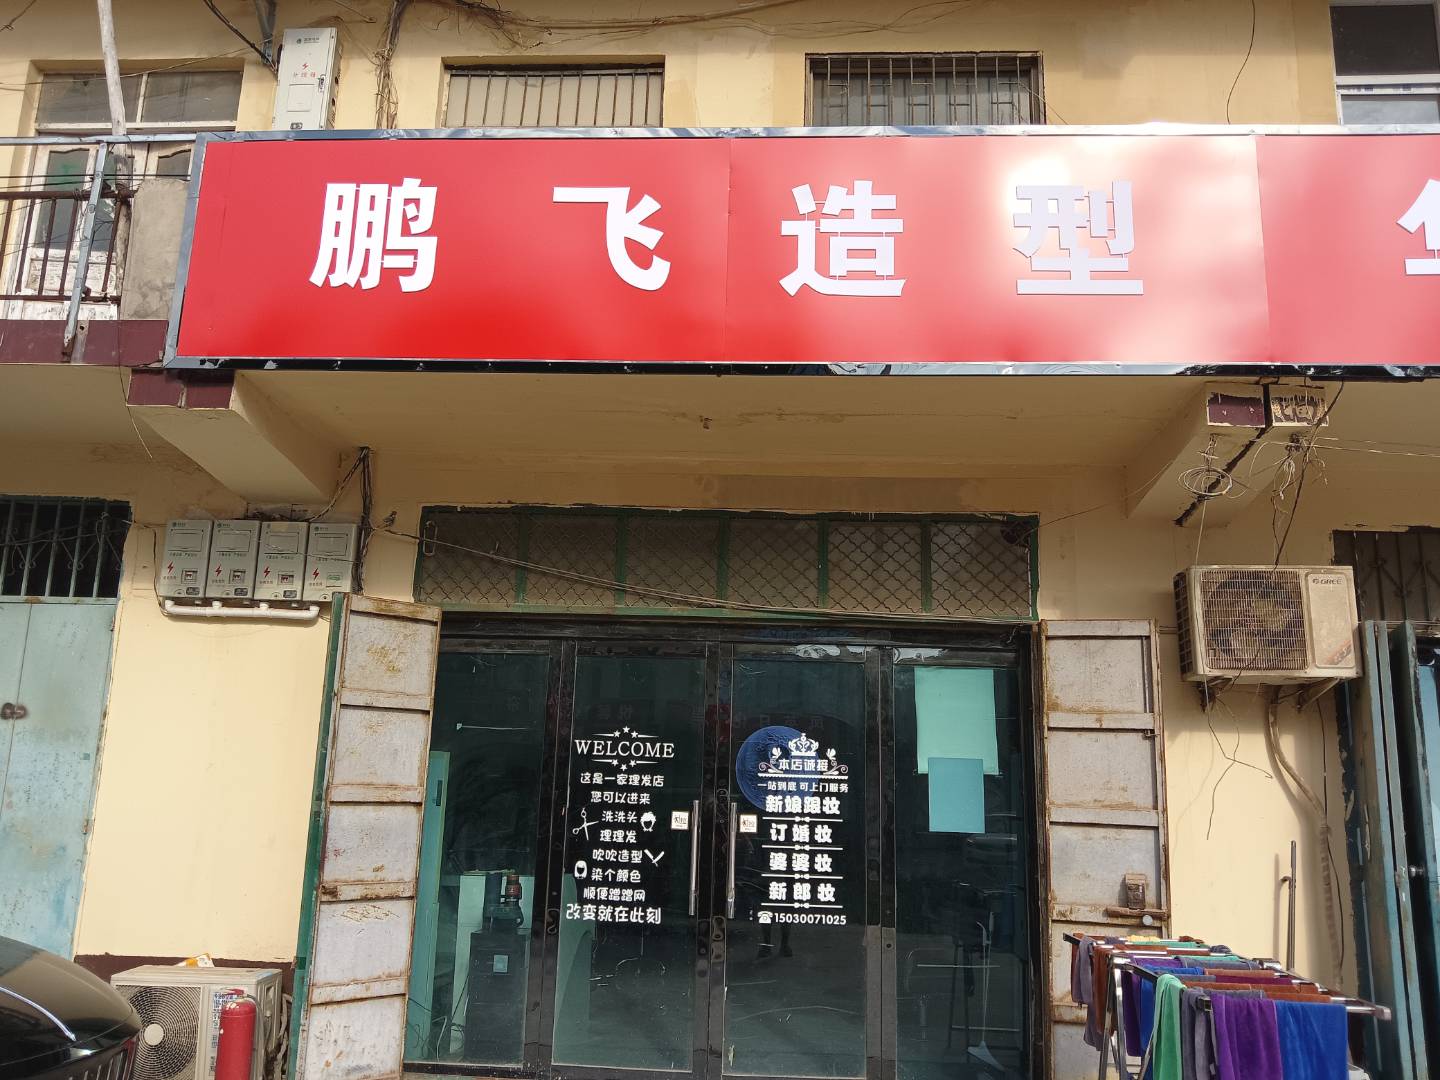 鹏飞造型
WELCOME
这是一家理发店
您可以进来
洗洗头
理理发
吹吹造型
染个颜色
顺便蹭蹭网
改变就在此刻
本店诚接
一站到底 可上门服务
新娘跟妆
订婚妆
婆婆妆
新郎妆
15030071025
GREE